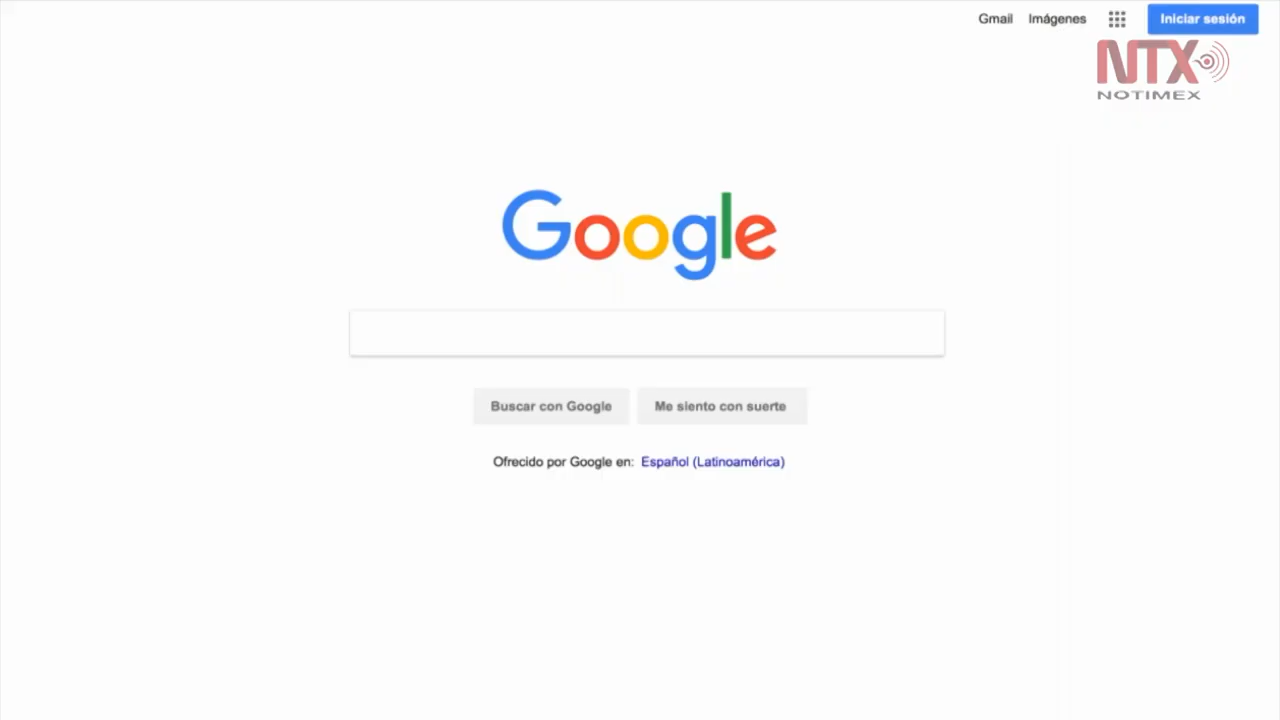 Gmail Imágenes Iniciar sesión
NTX
NOTIMEX
Google
Buscar con Google Me siento con suerte
Ofrecido por Google en: Español (Latinoamérica)